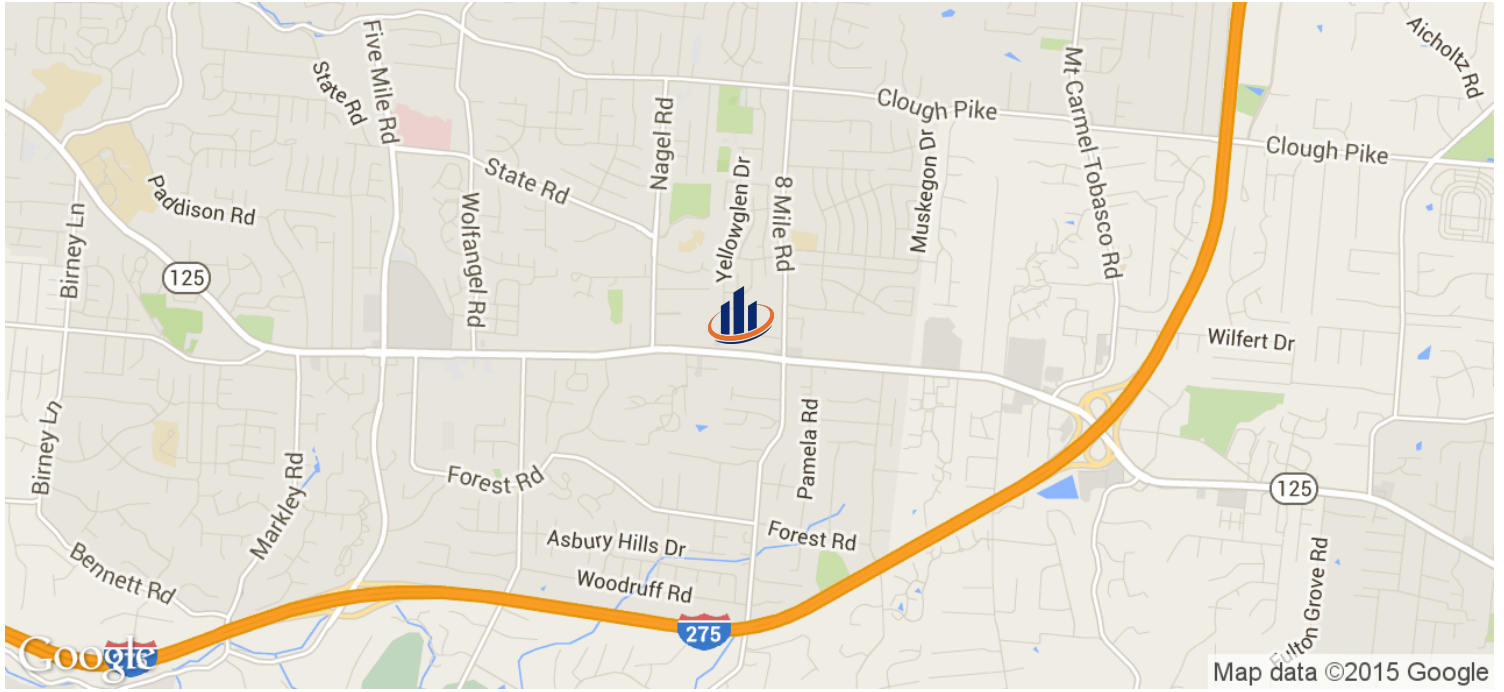 Aicholtz Rd
Five Mile Rd
State Rd
Mt Carmel Tobasco Rd
Clough Pike
Nagel Rd
Muskegon Dr
Clough Pike
State Rd
Yellowglen Dr
8 Mile Rd
Paddison Rd
Wolfangel Rd
Birney Ln
125
Wilfert Dr
Birney Ln
Pamela Rd
Forest Rd
Markley Rd
125
Asbury Hills Dr
Forest Rd
Bennett Rd
Woodruff Rd
Fulton Grove Rd
275
Google
Map data ©2015 Google